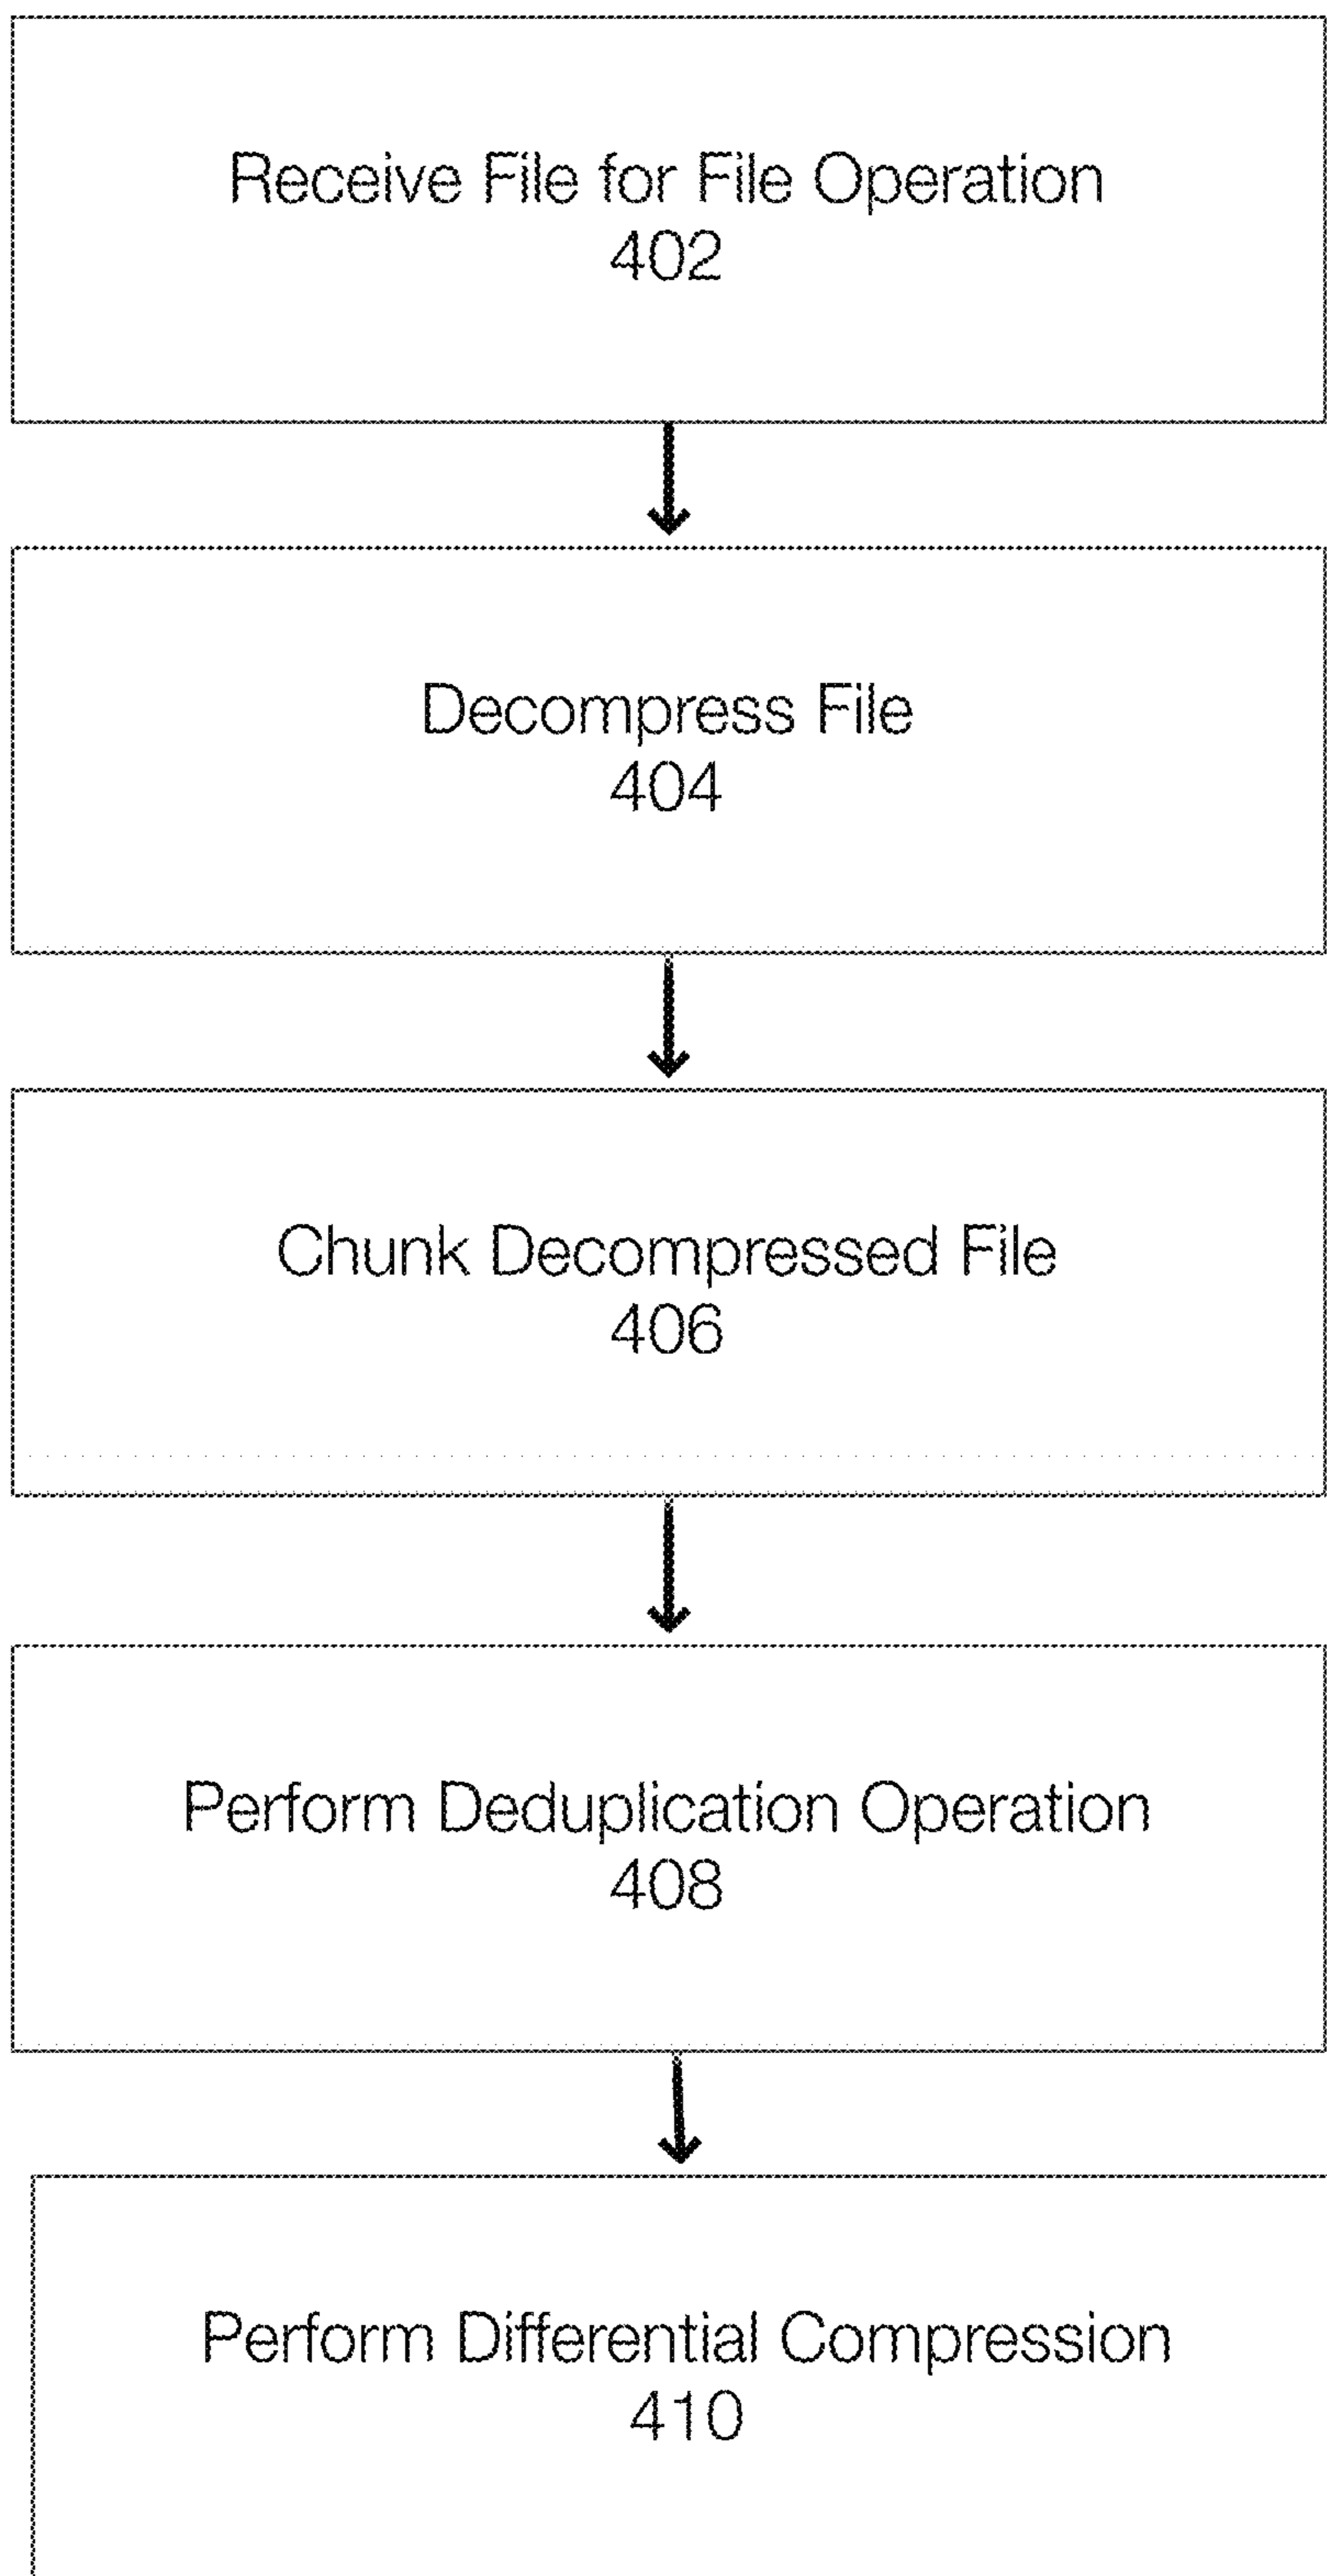 Receive File for File Operation
402
Decompress File
404
Chunk Decompressed File
406
Perform Deduplication Operation
408
Perform Differential Compression
410